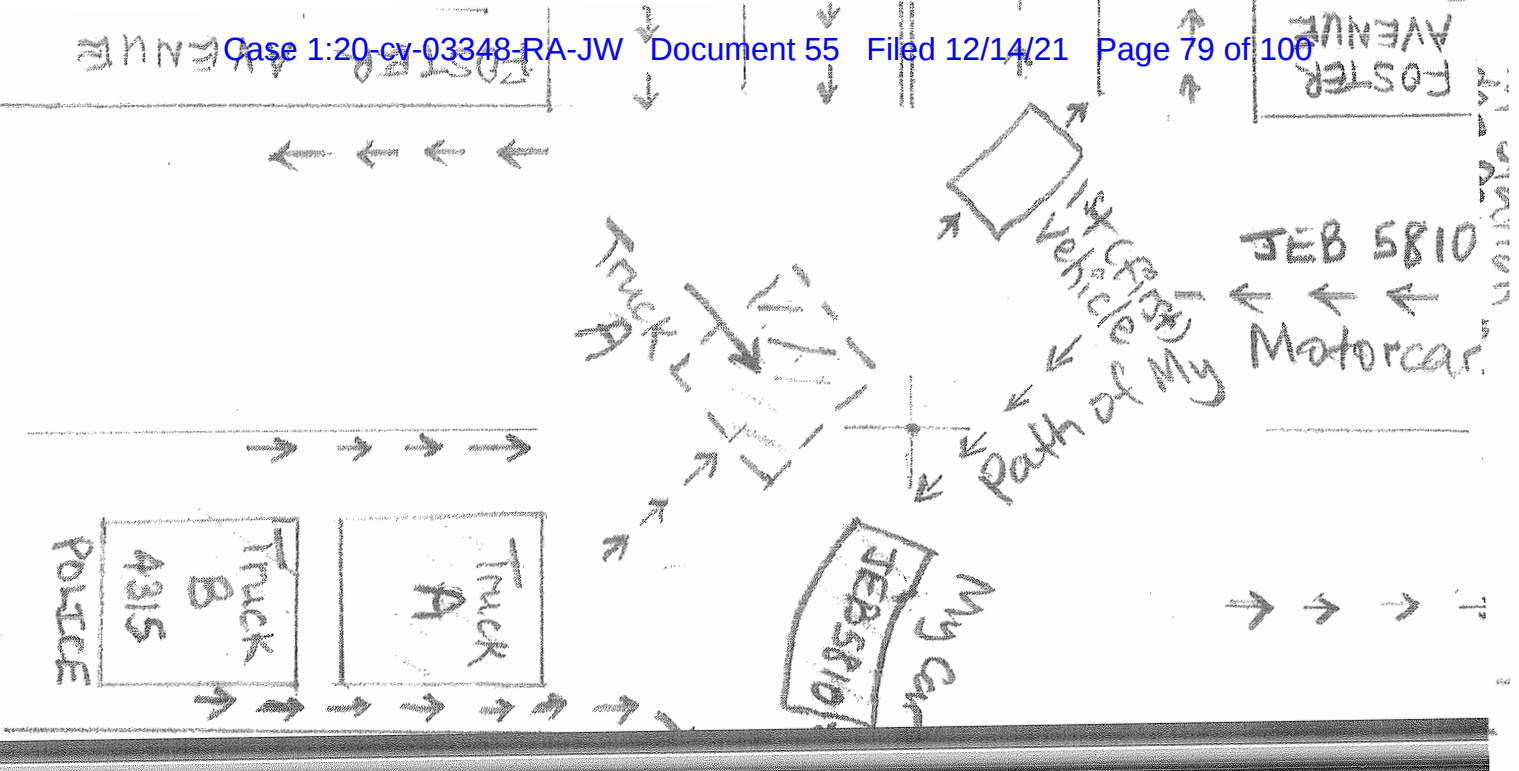 Case 1:20-cv-03348-RA-JW Document 55 Filed 12/14/21 Page 79 of 100
FOSTER AVENUE
FOSTER
AVENUE
JEB 5810
Motorcar
1st
Vehicle
Path of My
Truck
A
Truck
A
Truck
B
4315
POLICE
JEB5810
My Car